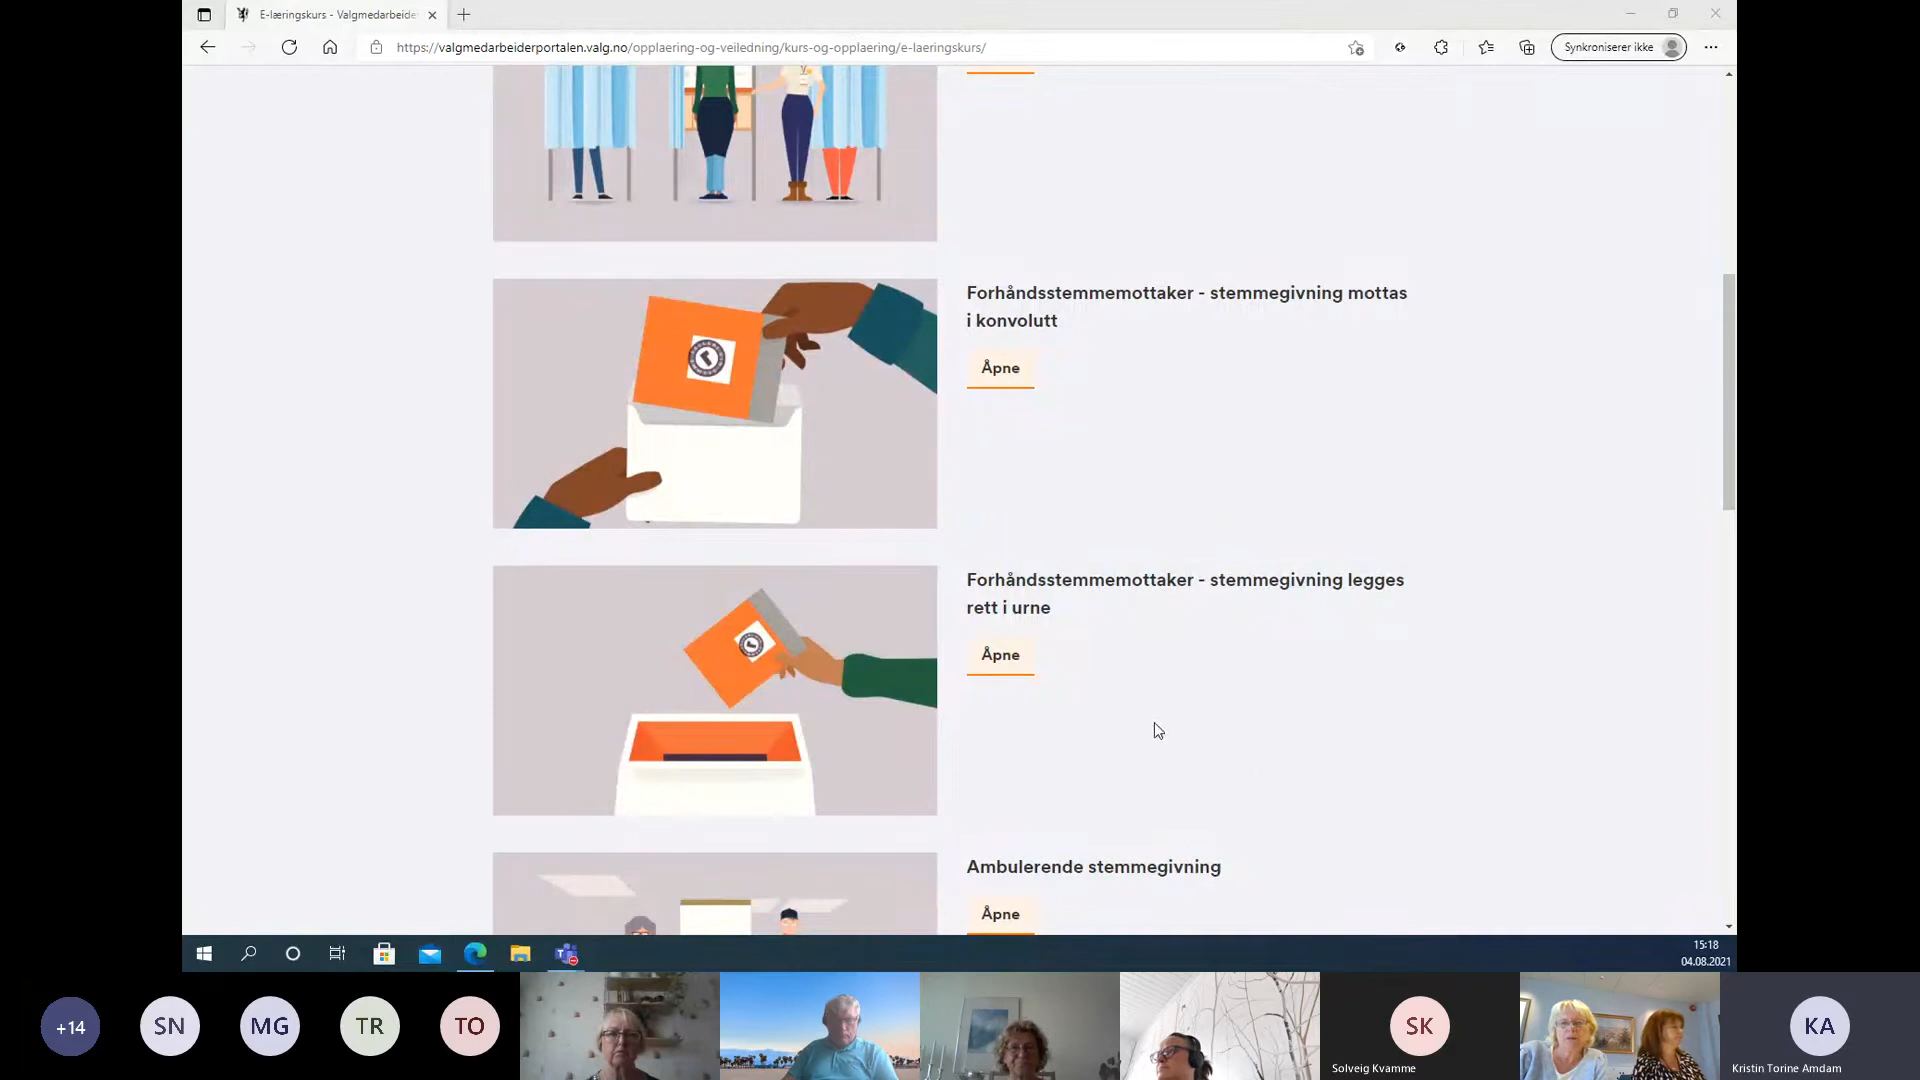 E-læringskurs - Valgmedarbeide
https://valgmedarbeiderportalen.valg.no/opplaering-og-veiledning/kurs-og-opplaering/e-laeringskurs/
Synkroniserer ikke
Forhåndsstemmemottaker - stemmegivning mottas
i konvolutt
Åpne
Forhåndsstemmemottaker - stemmegivning legges
rett i urne
Åpne
Ambulerende stemmegivning
Åpne
15:18
04.08.2021
+14
SN
MG
TR
TO
SK
Solveig Kvamme
KA
Kristin Torine Amdam